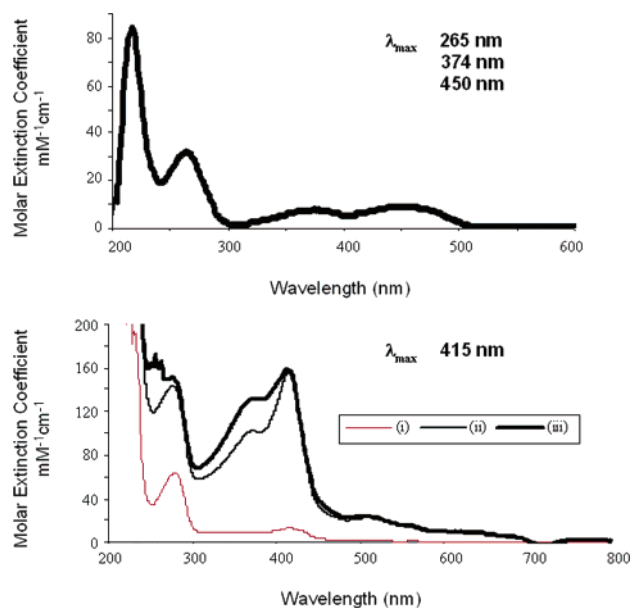 Molar Extinction Coefficient
mM-1cm-1
80
60
40
20
0
200
300
400
500
600
Wavelength (nm)
λmax 265 nm
374 nm
450 nm
Molar Extinction Coefficient
mM-1cm-1
200
160
120
80
40
0
200
300
400
500
600
700
800
Wavelength (nm)
λmax 415 nm
(i) (ii) (iii)